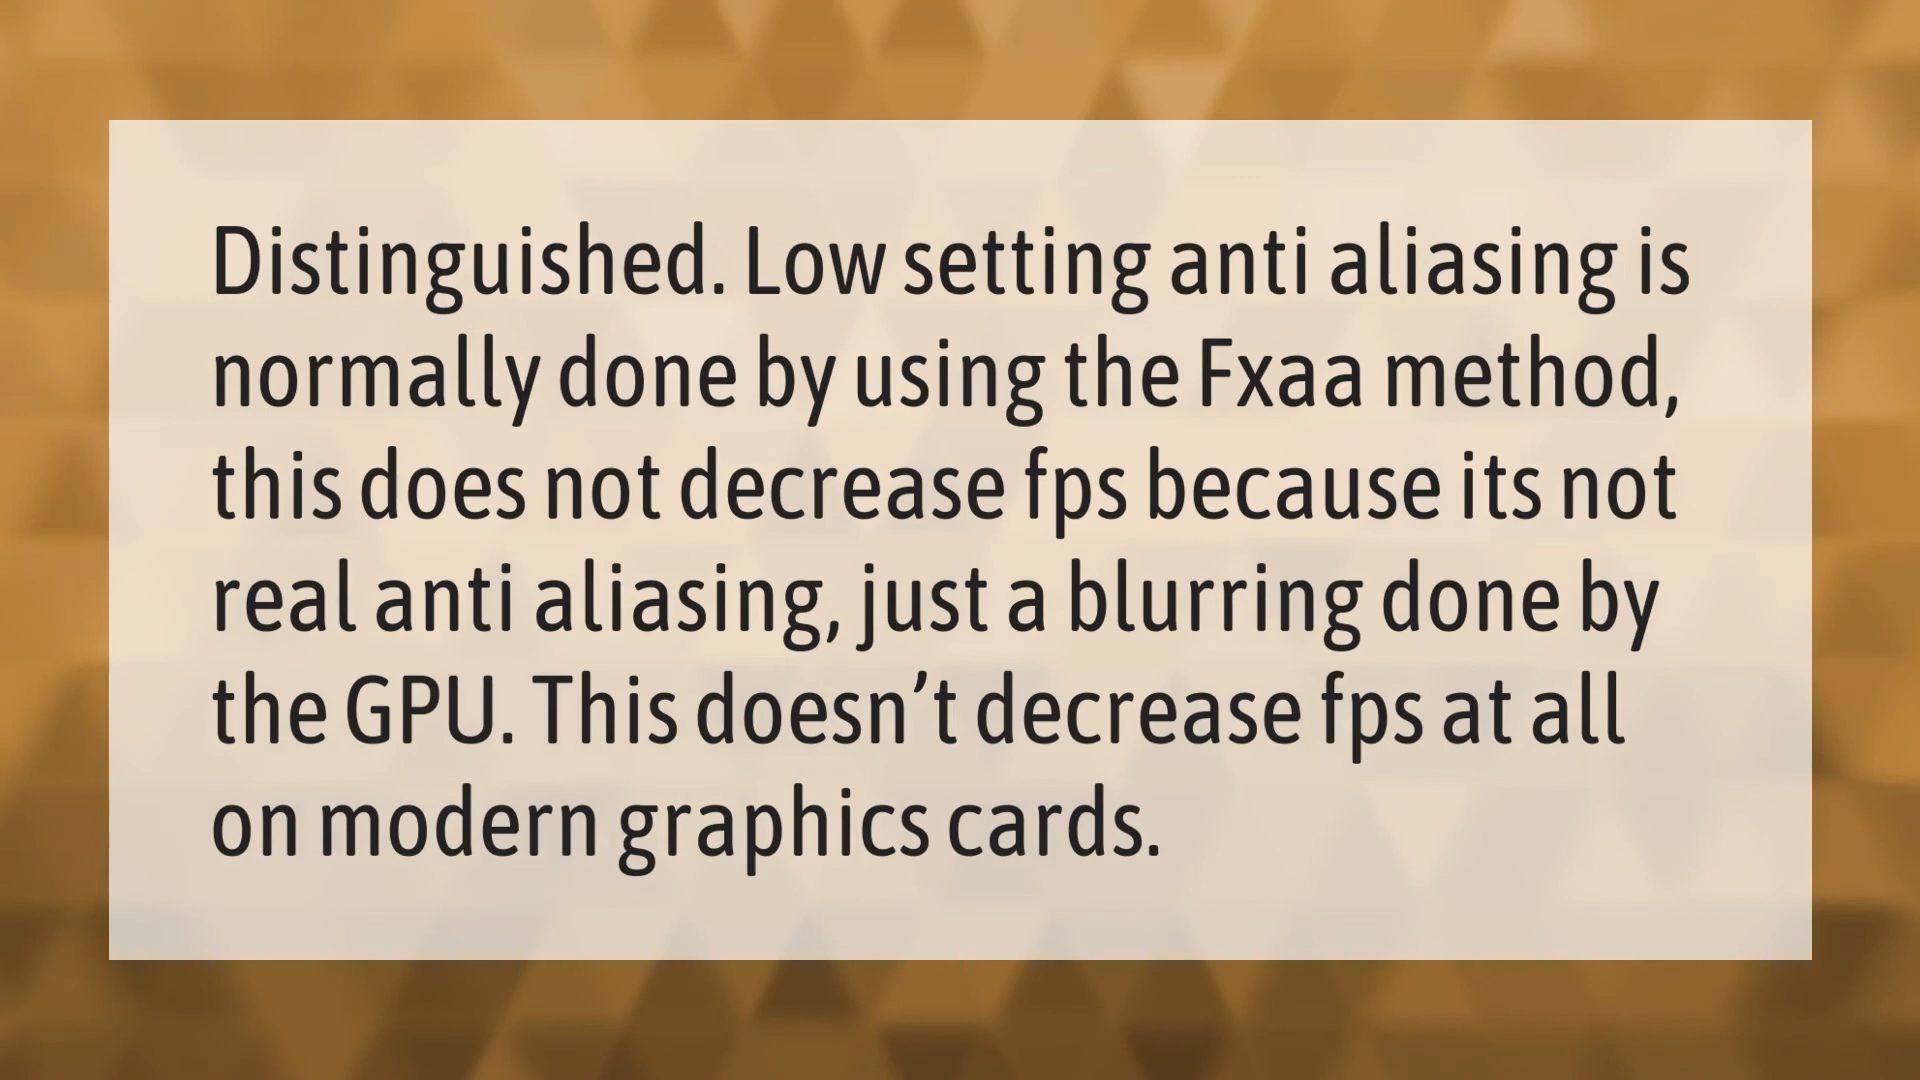 Distinguished. Low setting anti aliasing is
normally done by using the Fxaa method,
this does not decrease fps because its not
real anti aliasing, just a blurring done by
the GPU. This doesn’t decrease fps at all
on modern graphics cards.